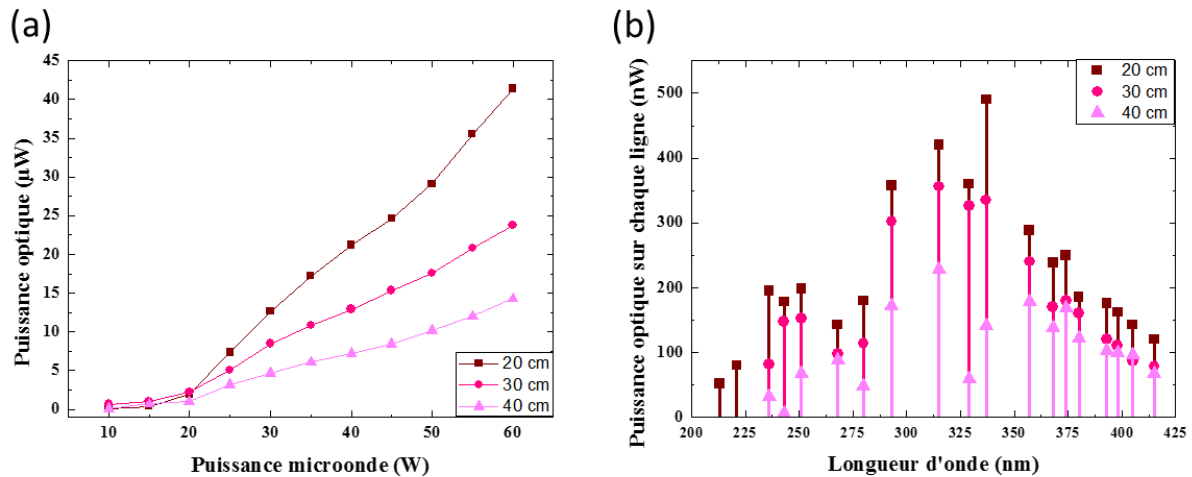 (a)
45
40
35
30
25
20
15
10
5
0
Puissance optique (µW)
10 20 30 40 50 60
Puissance microonde (W)
20 cm
30 cm
40 cm
(b)
500
400
300
200
100
0
Puissance optique sur chaque ligne (nW)
200 225 250 275 300 325 350 375 400 425
Longueur d'onde (nm)
20 cm
30 cm
40 cm